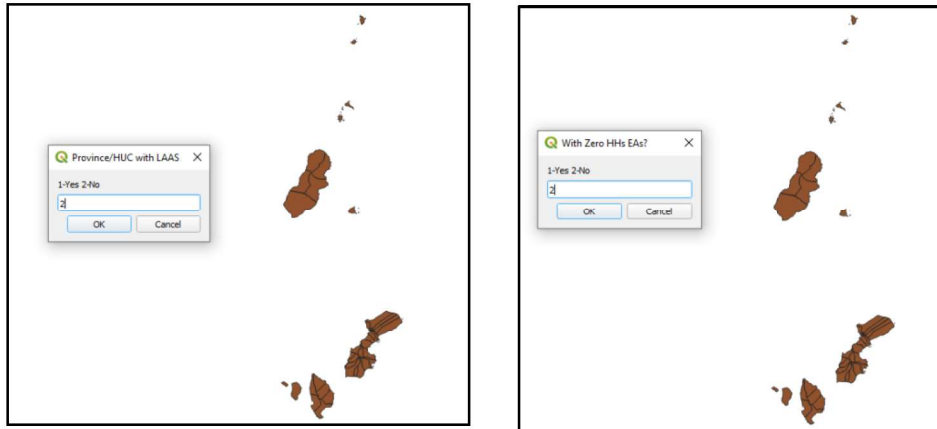 Province/HUC with LAAS
1-Yes 2-No
2
OK Cancel
With Zero HHs EAs?
1-Yes 2-No
2
OK Cancel